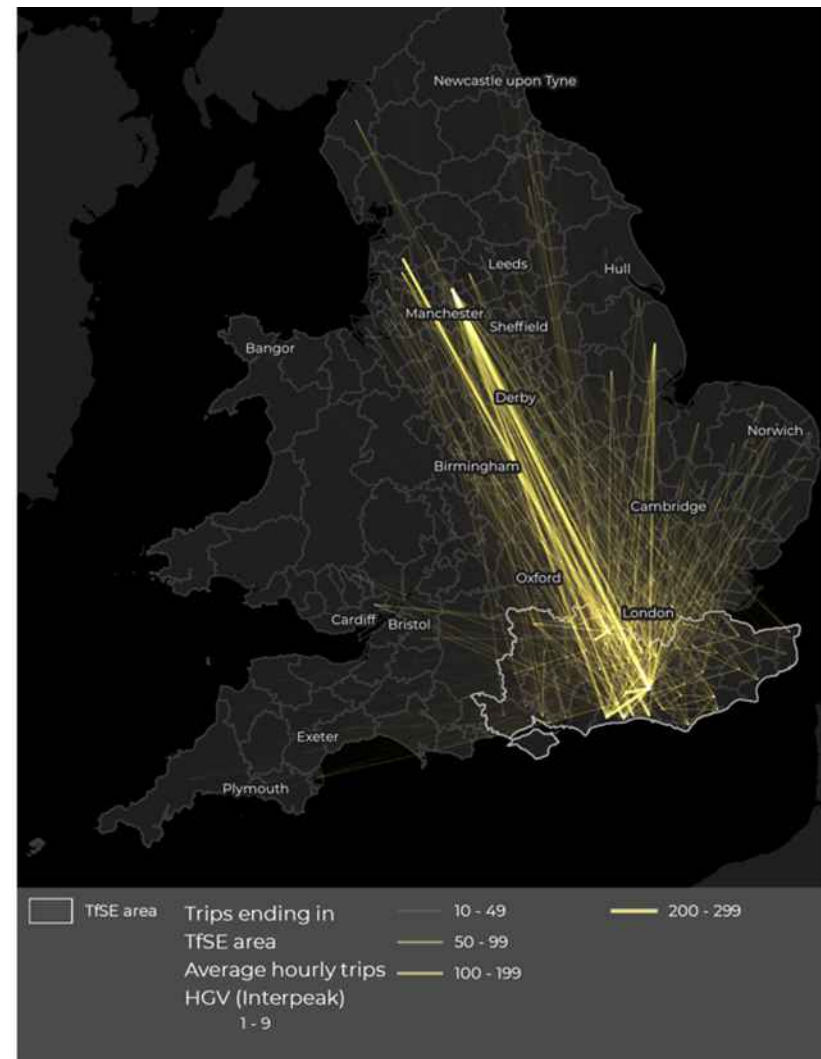 Newcastle upon Tyne
Leeds
Hull
Manchester
Sheffield
Bangor
Derby
Norwich
Birmingham
Cambridge
Oxford
London
Cardiff
Bristol
Exeter
Plymouth
TfSE area
Trips ending in
TfSE area
Average hourly trips
HGV (Interpeak)
1 - 9
10 - 49
50 - 99
100 - 199
200 - 299